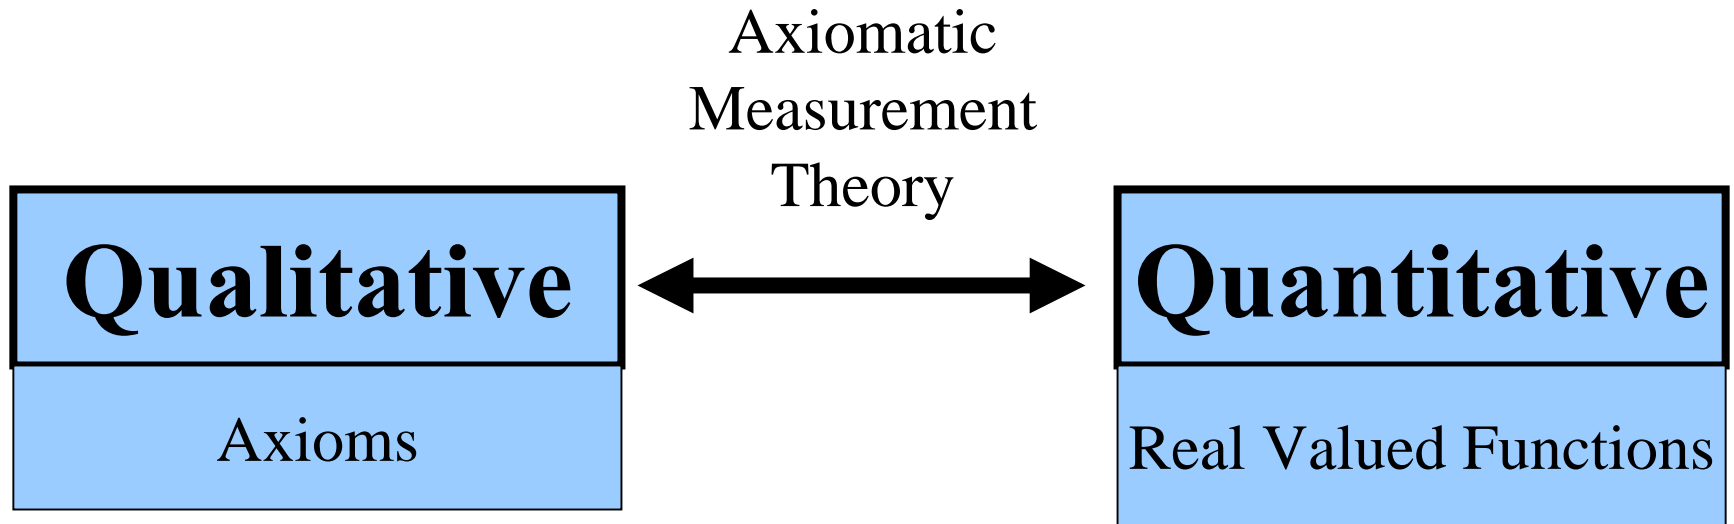 Axiomatic
Measurement
Theory
Qualitative
Quantitative
Axioms
Real Valued Functions